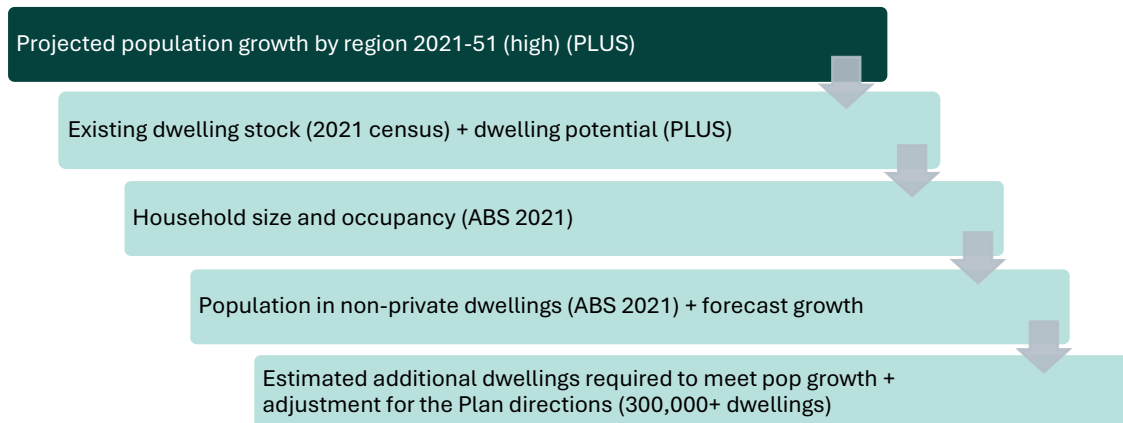 Projected population growth by region 2021-51 (high) (PLUS)
Existing dwelling stock (2021 census) + dwelling potential (PLUS)
Household size and occupancy (ABS 2021)
Population in non-private dwellings (ABS 2021) + forecast growth
Estimated additional dwellings required to meet pop growth +
adjustment for the Plan directions (300,000+ dwellings)